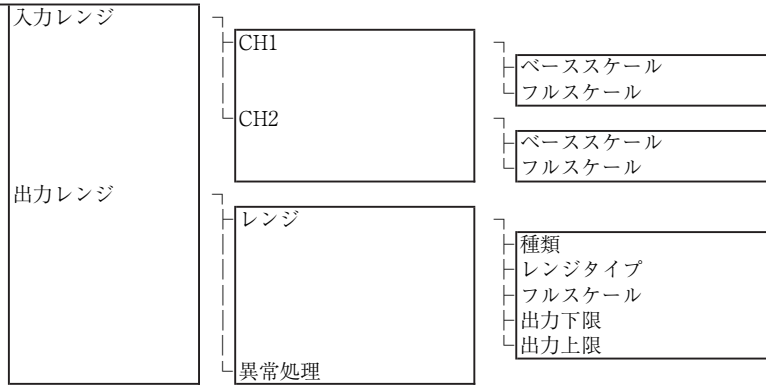 入力レンジ
CH1
ベーススケール
フルスケール
CH2
ベーススケール
フルスケール
出力レンジ
レンジ
種類
レンジタイプ
フルスケール
出力下限
出力上限
異常処理